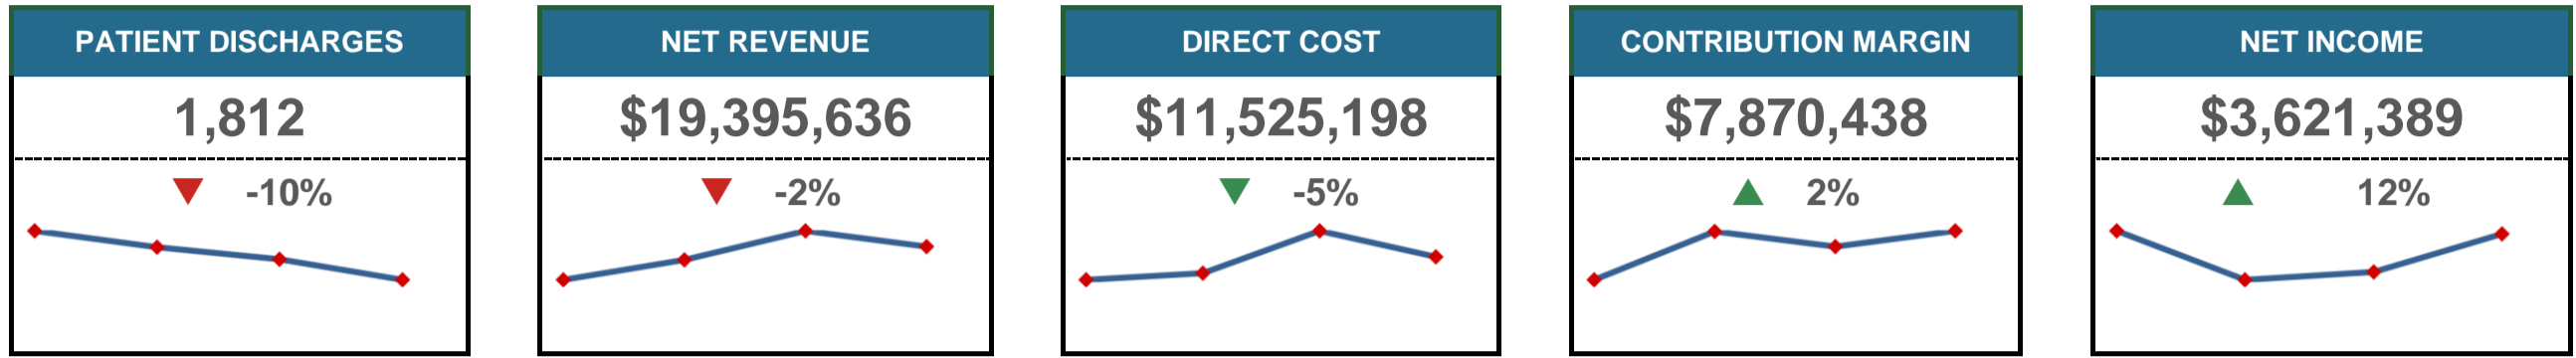 PATIENT DISCHARGES
1,812
-10%
NET REVENUE
$19,395,636
-2%
DIRECT COST
$11,525,198
-5%
CONTRIBUTION MARGIN
$7,870,438
2%
NET INCOME
$3,621,389
12%